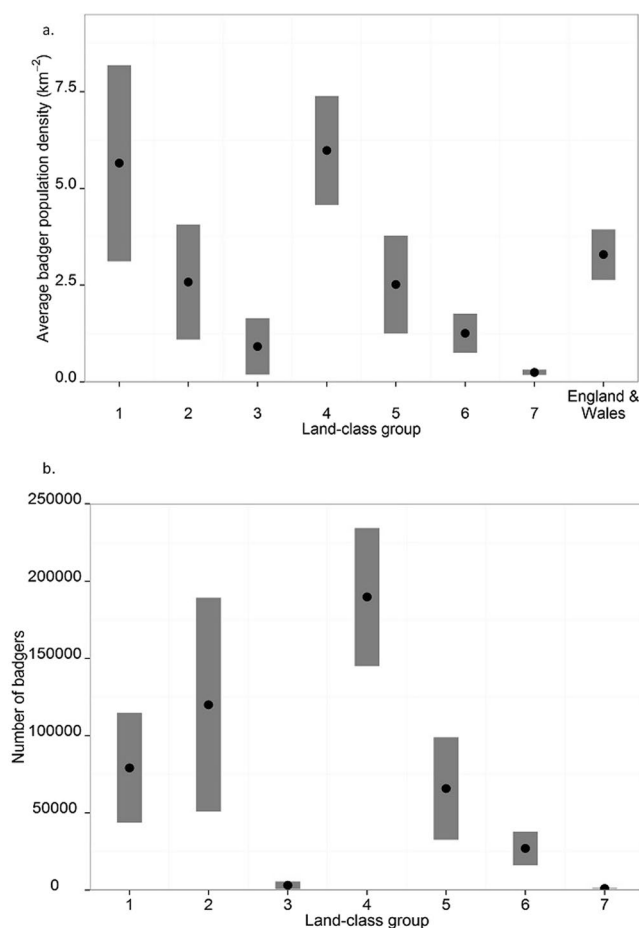 a.
Average badger population density (km⁻²)
7.5
5.0
2.5
0.0
1 2 3 4 5 6 7 England & Wales
Land-class group
b.
Number of badgers
250000
200000
150000
100000
50000
0
1 2 3 4 5 6 7
Land-class group